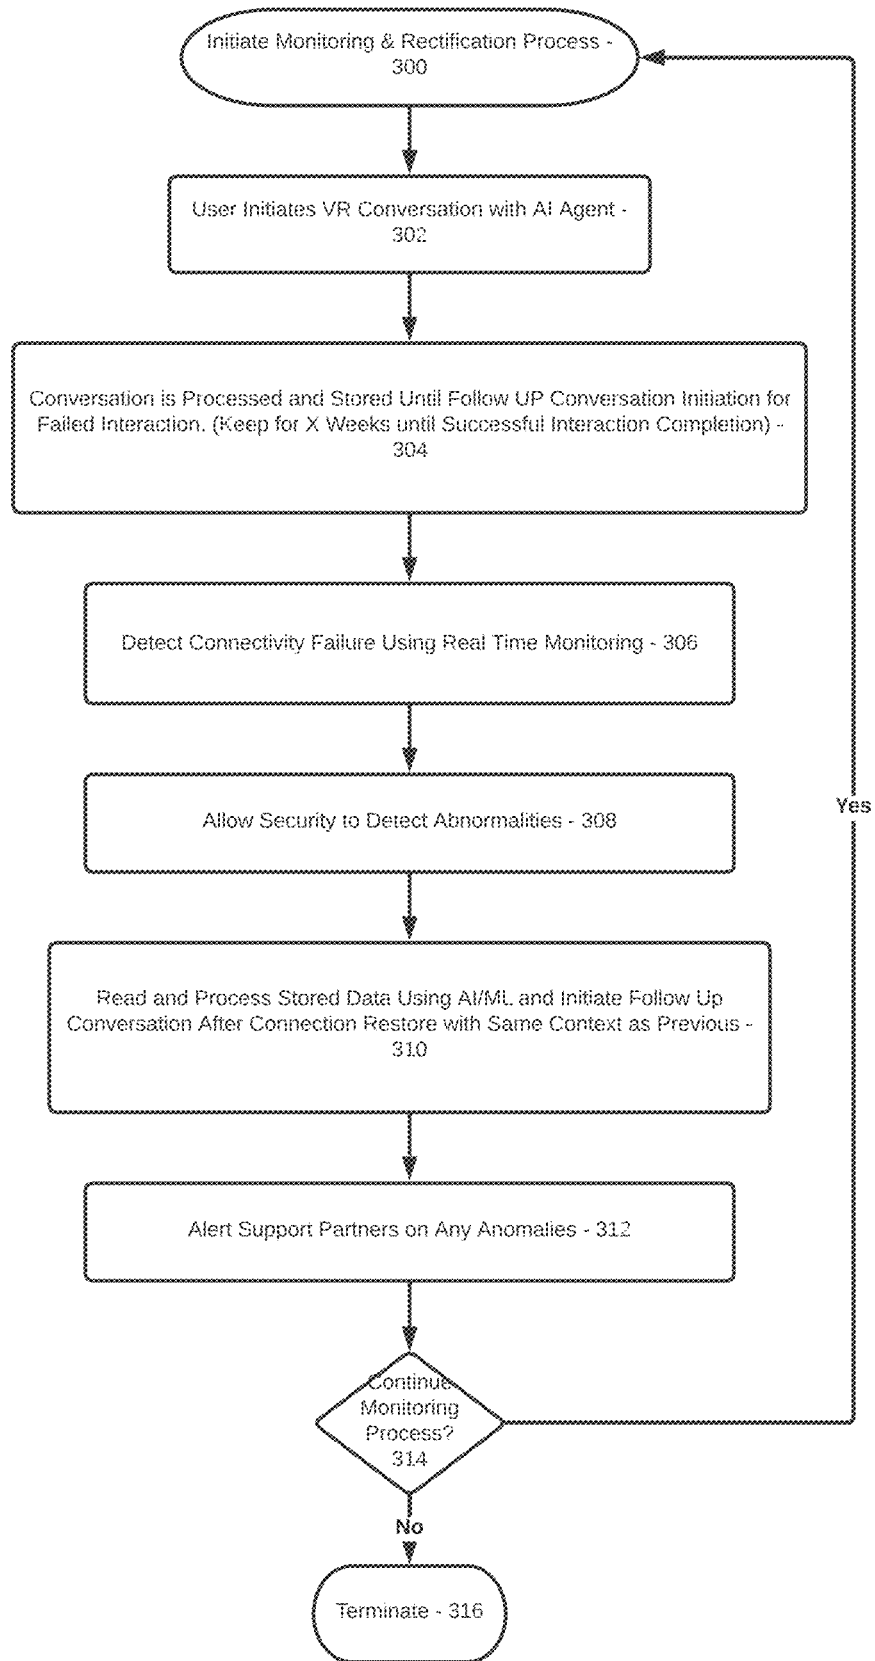 Initiate Monitoring & Rectification Process -
300
User Initiates VR Conversation with AI Agent -
302
Conversation is Processed and Stored Until Follow UP Conversation Initiation for
Failed Interaction. (Keep for X Weeks until Successful Interaction Completion) -
304
Detect Connectivity Failure Using Real Time Monitoring - 306
Allow Security to Detect Abnormalities - 308
Yes
Read and Process Stored Data Using AI/ML and Initiate Follow Up
Conversation After Connection Restore with Same Context as Previous -
310
Alert Support Partners on Any Anomalies - 312
Continue
Monitoring
Process?
314
No
Terminate - 316